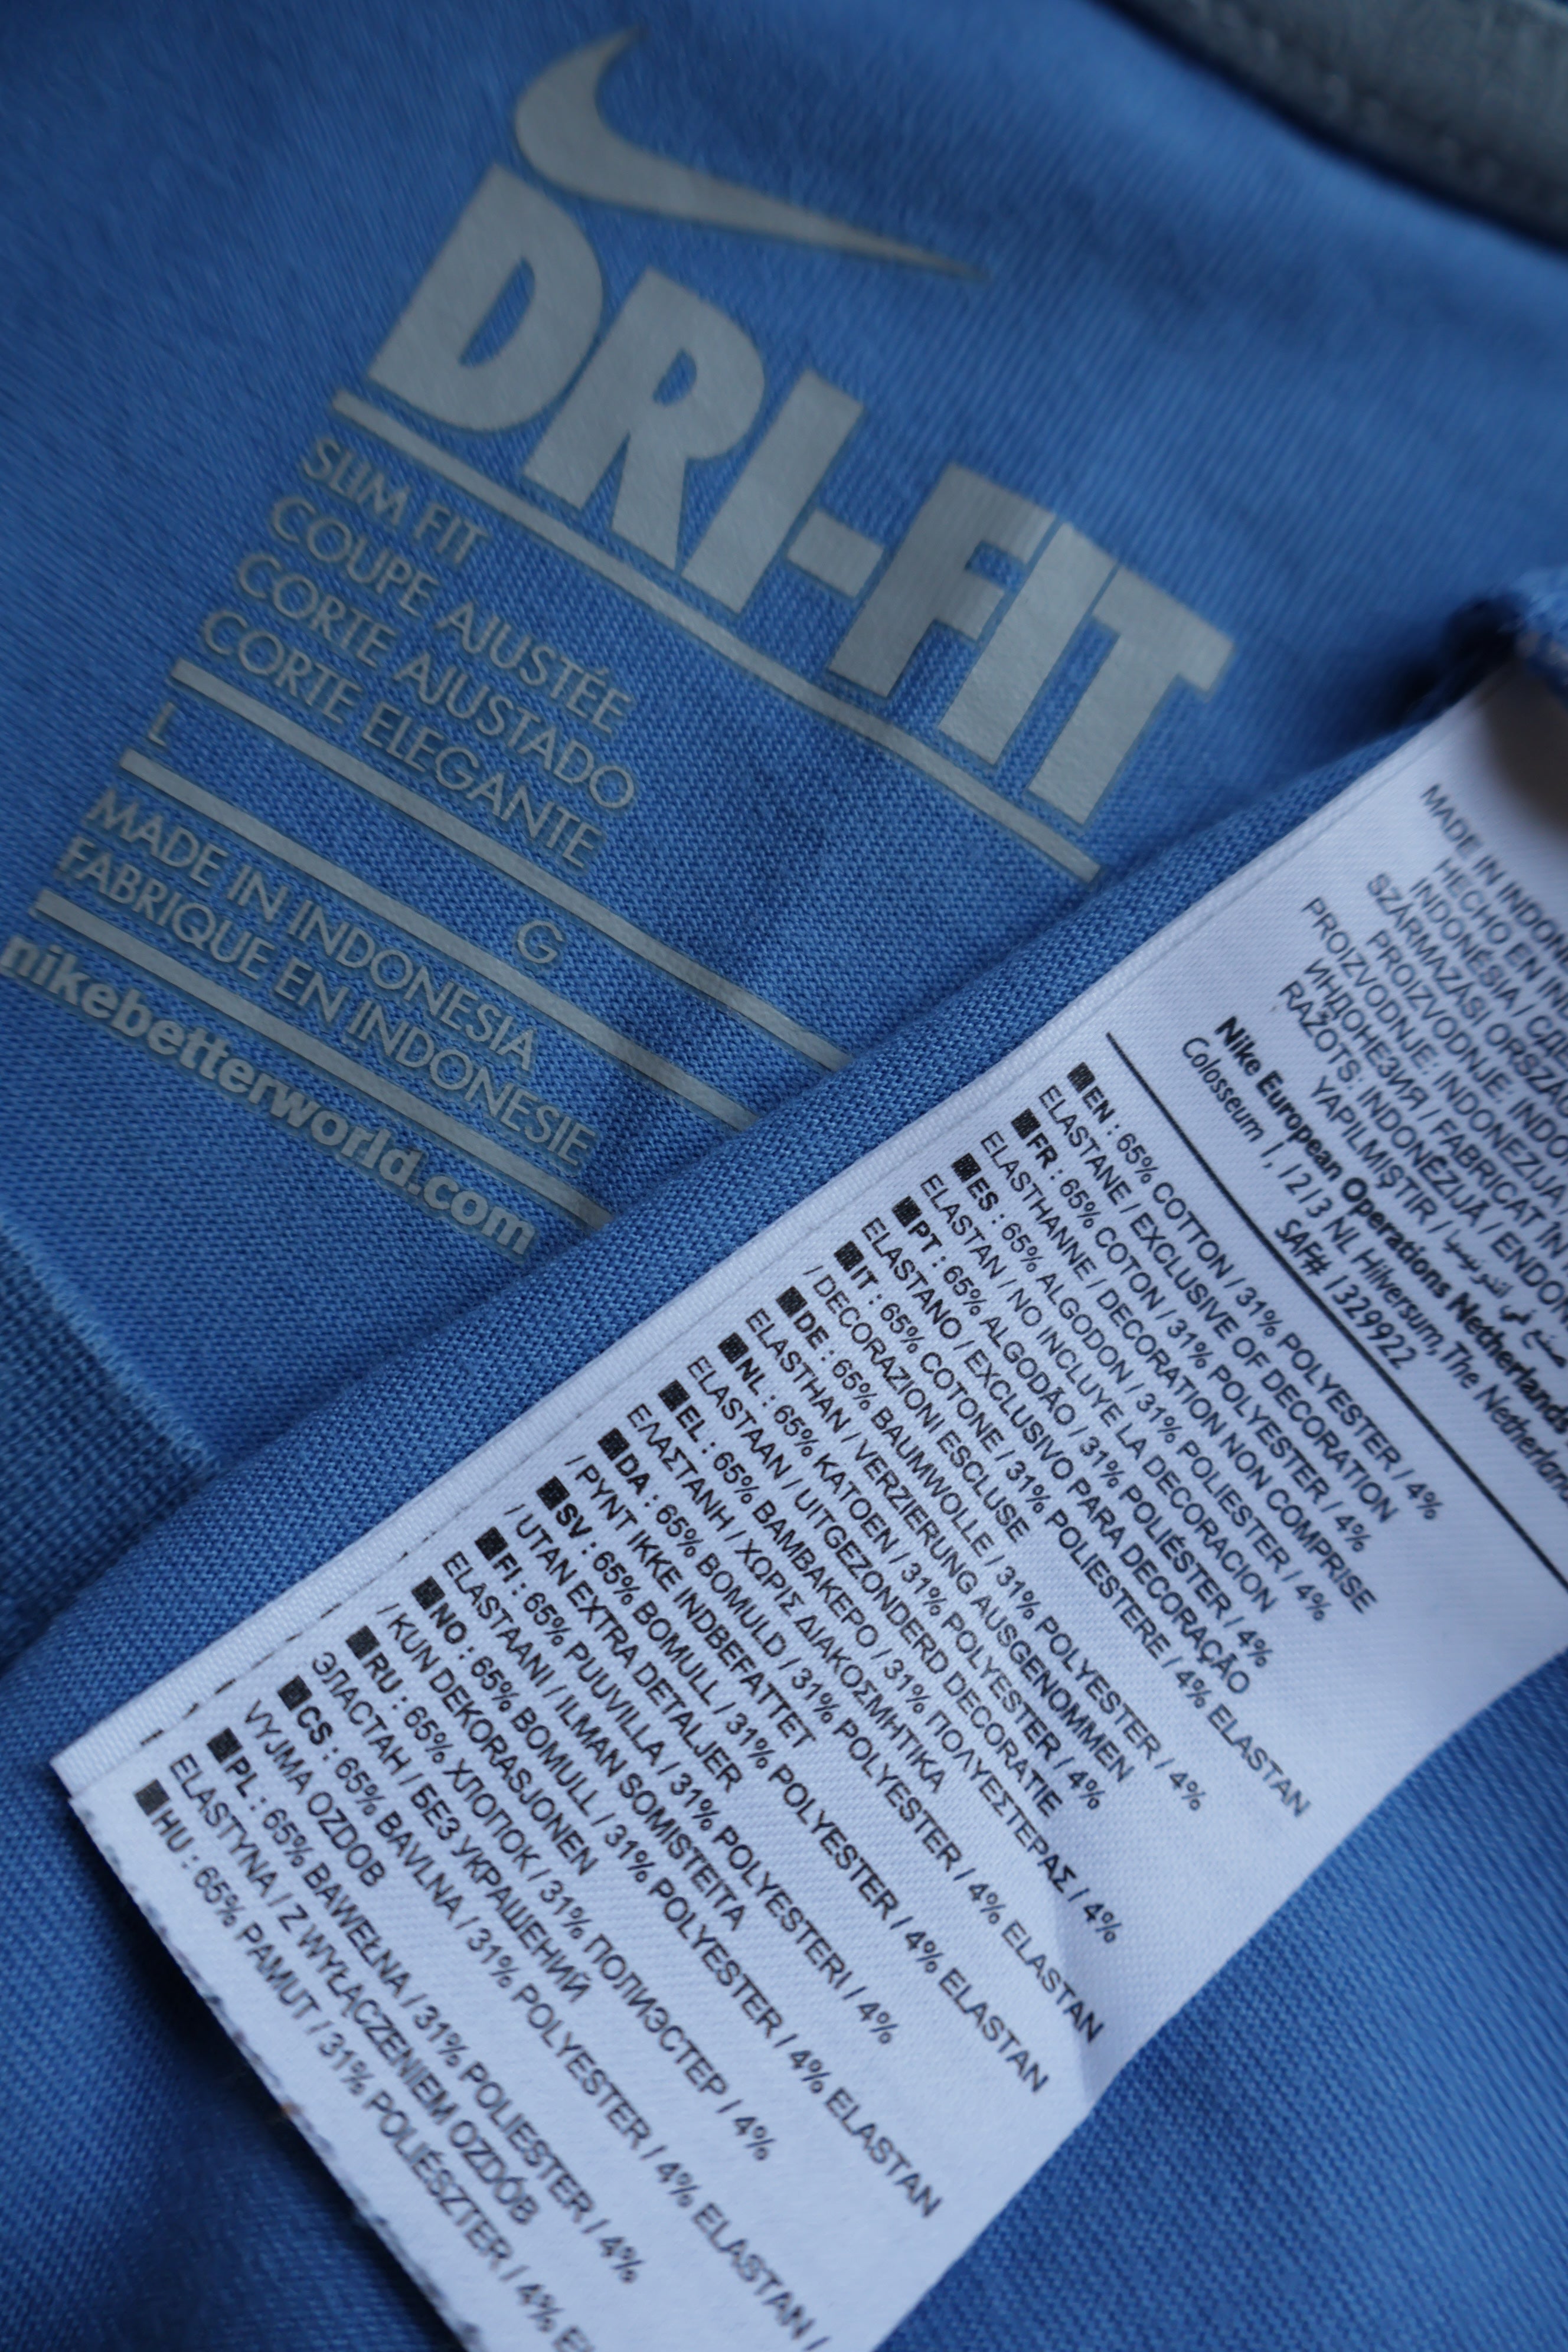 DRI-FIT
SLIM FIT
COUPE AJUSTÉE
CORTE AJUSTADO
CORTE ELEGANTE
L G
MADE IN INDONESIA
FABRIQUE EN INDONESIE
nikebetterworld.com
MADE IN
HECHO EN
INDONÉSIA /
SZÁRMAZÁSI
PROIZVODNJE:
PROIZVODNJE: INDONEZIJA
ИНДОНЕЗИЯ / FABRICAT IN
RAŽOTS: INDONĒZIJĀ /
YAPILMIŞTIR /
Nike European Operations Netherland
Colosseum 1, 1213 NL Hilversum, The
SAF# 1329922
EN : 65% COTTON / 31% POLYESTER / 4%
ELASTANE / EXCLUSIVE OF DECORATION
FR : 65% COTON / 31% POLYESTER / 4%
ELASTHANNE / DECORATION NON COMPRISE
ES : 65% ALGODON / 31% POLIESTER / 4%
ELASTAN / NO INCLUYE LA DECORACION
PT : 65% ALGODÃO / 31% POLIÉSTER / 4%
ELASTANO / EXCLUSIVO PARA DECORAÇÃO
IT : 65% COTONE / 31% POLIESTERE / 4% ELASTAN
/ DECORAZIONI ESCLUSE
DE : 65% BAUMWOLLE / 31% POLYESTER / 4%
ELASTHAN / VERZIERUNG AUSGENOMMEN
NL : 65% KATOEN / 31% POLYESTER / 4%
ELASTAAN / UITGEZONDERD DECORATIE
EL : 65% ΒΑΜΒΑΚΕΡΟ / 31% ΠΟΛΥΕΣΤΕΡΑΣ / 4%
ΕΛΑΣΤΑΝΗ / ΧΩΡΙΣ ΔΙΑΚΟΣΜΗΤΙΚΑ
DA : 65% BOMULD / 31% POLYESTER / 4% ELASTAN
/ PYNT IKKE INDBEFATTET
SV : 65% BOMULL / 31% POLYESTER / 4% ELASTAN
/ UTAN EXTRA DETALJER
FI : 65% PUUVILLA / 31% POLYESTERI / 4%
ELASTAANI / ILMAN SOMISTEITA
NO : 65% BOMULL / 31% POLYESTER / 4% ELASTAN
/ KUN DEKORASJONEN
RU : 65% ХЛОПОК / 31% ПОЛИЭСТЕР / 4%
ЭЛАСТАН / БЕЗ УКРАШЕНИЙ
CS : 65% BAVLNA / 31% POLYESTER / 4% ELASTAN /
VYJMA OZDOB
PL : 65% BAWEŁNA / 31% POLIESTER / 4%
ELASTYNA / Z WYŁĄCZENIEM OZDÓB
HU : 65% PAMUT / 31% POLIÉSZTER / 4%